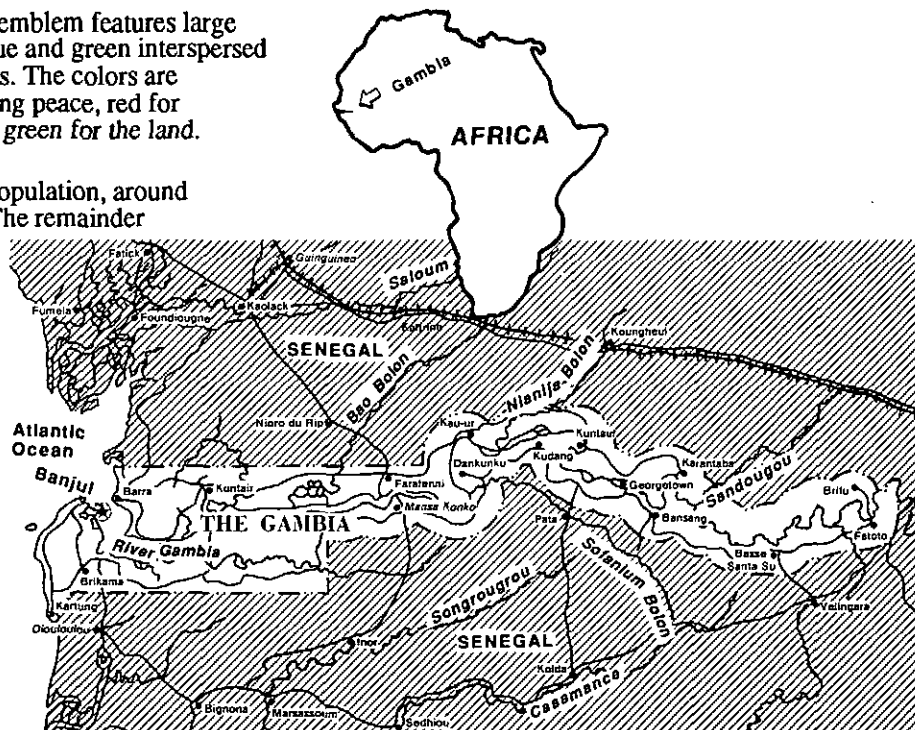 emblem features large
ue and green interspersed
s. The colors are
ng peace, red for
green for the land.
opulation, around
The remainder
Gambia
AFRICA
Fatick
Guinguineo
Saloum
Fumela
Foundiougne
Kaolack
Koungheul
SENEGAL
Bao Bolon
Nianija Bolon
Nioro du Rip
Kau-ur
Kuntaur
Atlantic
Ocean
Kudang
Banjul
Dankunku
Karantaba
Sandougou
Barra
Kuntair
Farafenni
Georgetown
Brifu
THE GAMBIA
Mansa Konko
Pata
Bansang
Fatoto
River Gambia
Basse
Santa Su
Sofanium Bolon
Brikama
Songrougrou
Velingara
Kartung
Diouloulou
Inor
SENEGAL
Kolda
Casamance
Bignona
Marsassoum
Sedhiou